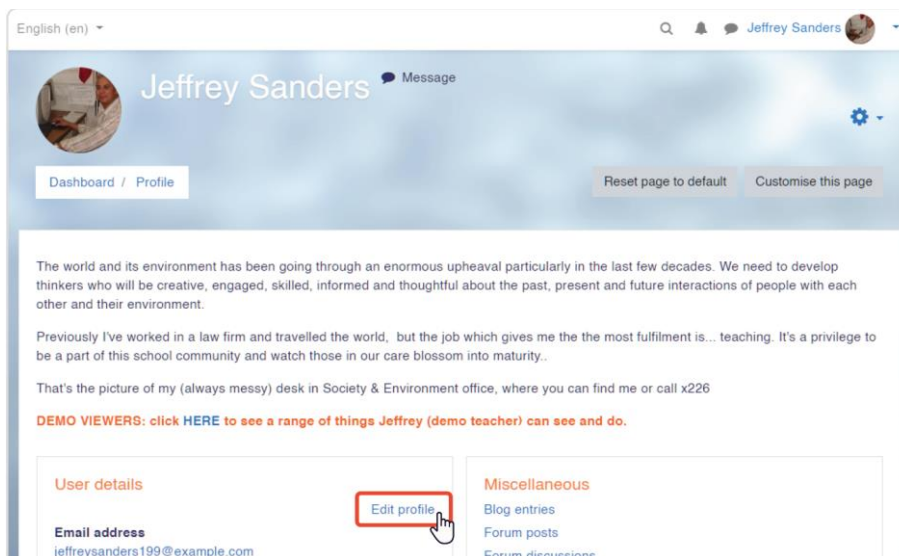 English (en)
Jeffrey Sanders
Jeffrey Sanders
Message
Dashboard / Profile
Reset page to default
Customise this page
The world and its environment has been going through an enormous upheaval particularly in the last few decades. We need to develop
thinkers who will be creative, engaged, skilled, informed and thoughtful about the past, present and future interactions of people with each
other and their environment.
Previously I've worked in a law firm and travelled the world, but the job which gives me the the most fulfilment is... teaching. It's a privilege to
be a part of this school community and watch those in our care blossom into maturity..
That's the picture of my (always messy) desk in Society & Environment office, where you can find me or call x226
DEMO VIEWERS: click HERE to see a range of things Jeffrey (demo teacher) can see and do.
User details
Edit profile
Email address
jeffreysanders199@example.com
Miscellaneous
Blog entries
Forum posts
Forum discussions